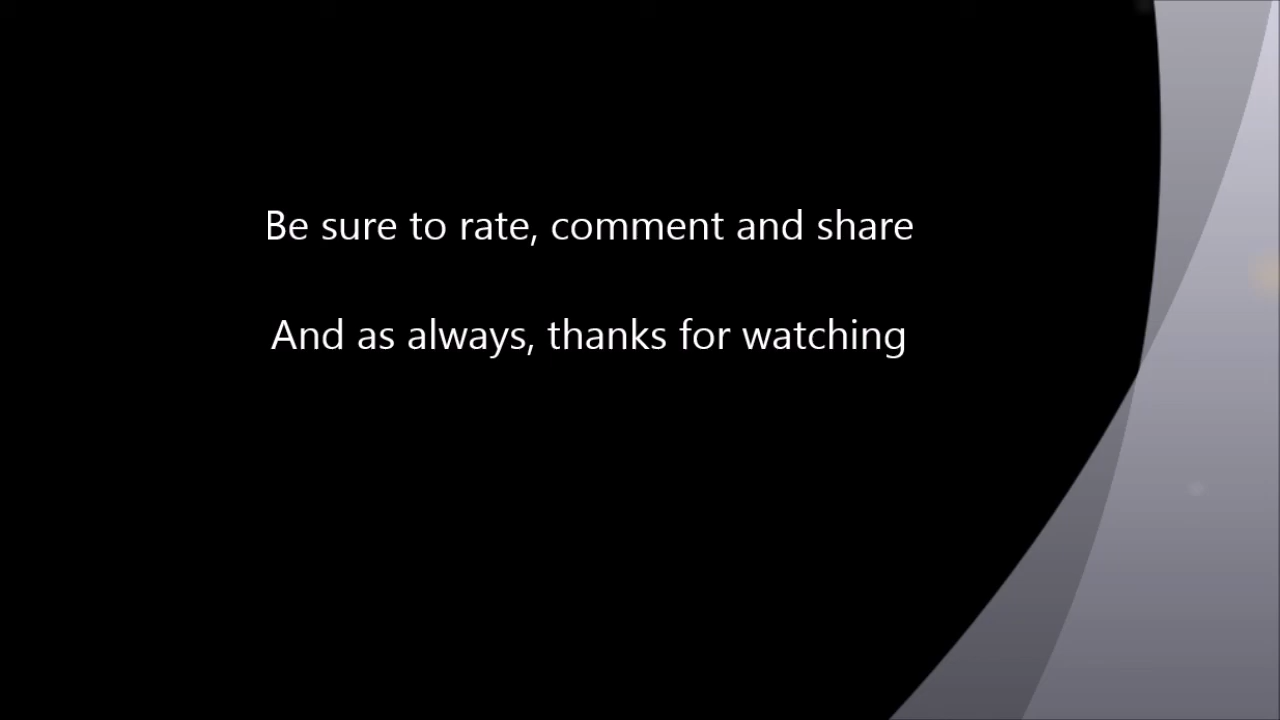 Be sure to rate, comment and share
And as always, thanks for watching